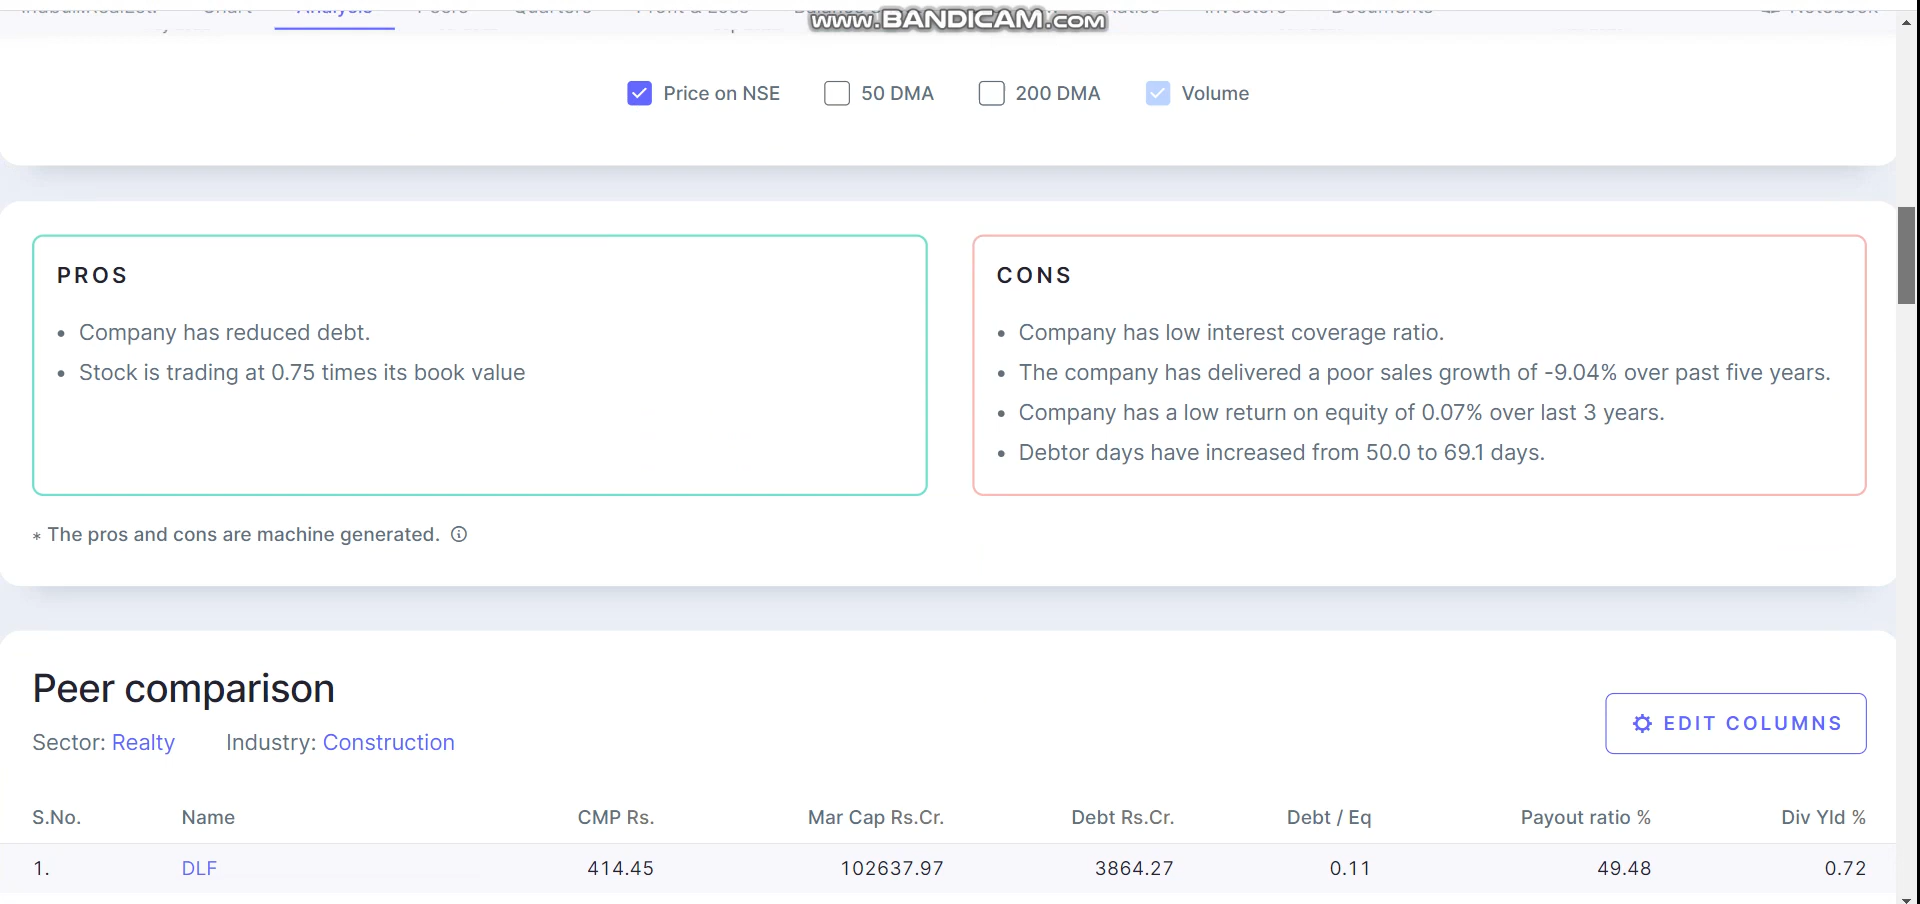 www.BANDICAM.com
Price on NSE 50 DMA 200 DMA Volume
PROS
• Company has reduced debt.
• Stock is trading at 0.75 times its book value
CONS
• Company has low interest coverage ratio.
• The company has delivered a poor sales growth of -9.04% over past five years.
• Company has a low return on equity of 0.07% over last 3 years.
• Debtor days have increased from 50.0 to 69.1 days.
* The pros and cons are machine generated.
Peer comparison
Sector: Realty Industry: Construction
EDIT COLUMNS
S.No. Name CMP Rs. Mar Cap Rs.Cr. Debt Rs.Cr. Debt / Eq Payout ratio % Div Yld %
1. DLF 414.45 102637.97 3864.27 0.11 49.48 0.72